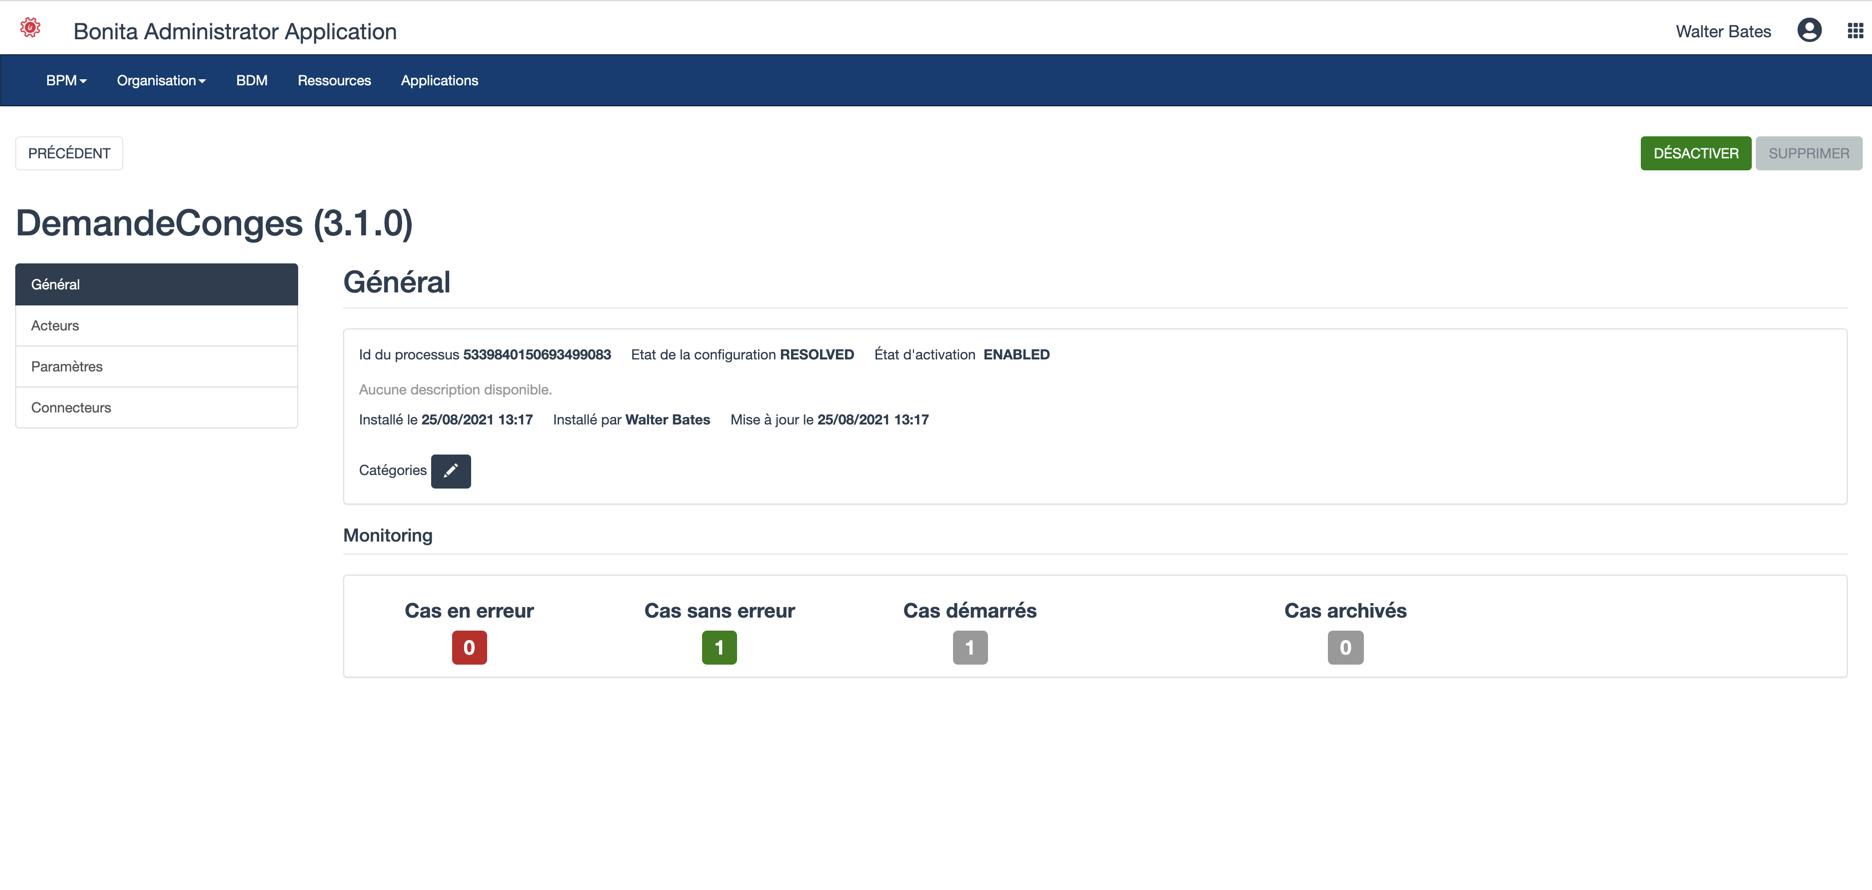 Bonita Administrator Application
Walter Bates
BPM Organisation BDM Ressources Applications
PRÉCÉDENT
DÉSACTIVER SUPPRIMER
DemandeConges (3.1.0)
Général
Acteurs
Paramètres
Connecteurs
Général
Id du processus 5339840150693499083 Etat de la configuration RESOLVED État d'activation ENABLED
Aucune description disponible.
Installé le 25/08/2021 13:17 Installé par Walter Bates Mise à jour le 25/08/2021 13:17
Catégories
Monitoring
Cas en erreur Cas sans erreur Cas démarrés Cas archivés
0 1 1 0